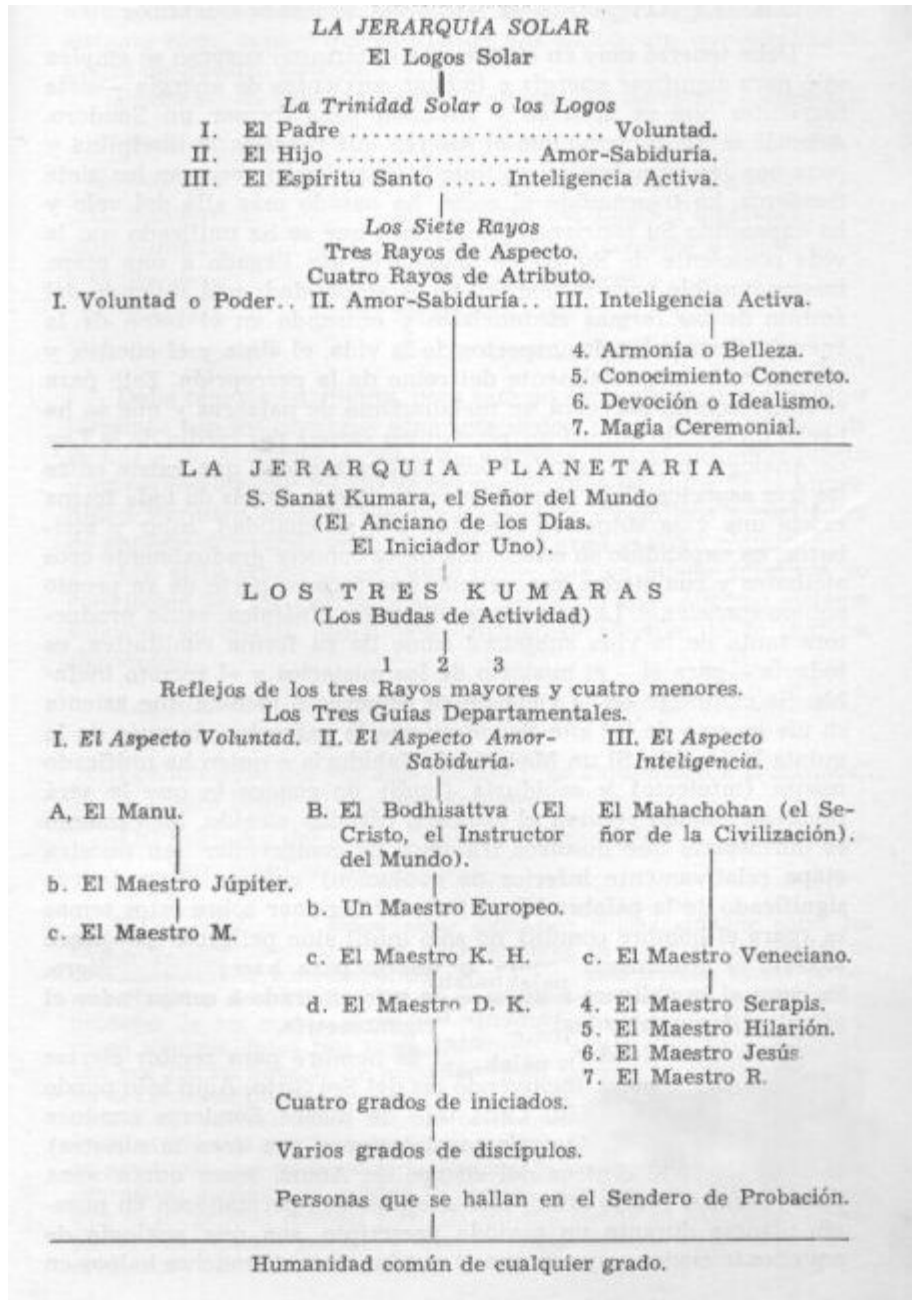 LA JERARQUÍA SOLAR
El Logos Solar
La Trinidad Solar o los Logos
I. El Padre ........................ Voluntad.
II. El Hijo ................. Amor-Sabiduría.
III. El Espíritu Santo ..... Inteligencia Activa.
Los Siete Rayos
Tres Rayos de Aspecto.
Cuatro Rayos de Atributo.
I. Voluntad o Poder.. II. Amor-Sabiduría.. III. Inteligencia Activa.
4. Armonía o Belleza.
5. Conocimiento Concreto.
6. Devoción o Idealismo.
7. Magia Ceremonial.
LA JERARQUÍA PLANETARIA
S. Sanat Kumara, el Señor del Mundo
(El Anciano de los Días.
El Iniciador Uno).
LOS TRES KUMARAS
(Los Budas de Actividad)
1 2 3
Reflejos de los tres Rayos mayores y cuatro menores.
Los Tres Guías Departamentales.
I. El Aspecto Voluntad. II. El Aspecto Amor- III. El Aspecto
Sabiduría. Inteligencia.
A. El Manu. B. El Bodhisattva (El El Mahachohan (el Se-
Cristo, el Instructor ñor de la Civilización).
del Mundo).
b. El Maestro Júpiter.
b. Un Maestro Europeo.
c. El Maestro M.
c. El Maestro K. H. c. El Maestro Veneciano.
d. El Maestro D. K. 4. El Maestro Serapis.
5. El Maestro Hilarión.
6. El Maestro Jesús
7. El Maestro R.
Cuatro grados de iniciados.
Varios grados de discípulos.
Personas que se hallan en el Sendero de Probación.
Humanidad común de cualquier grado.